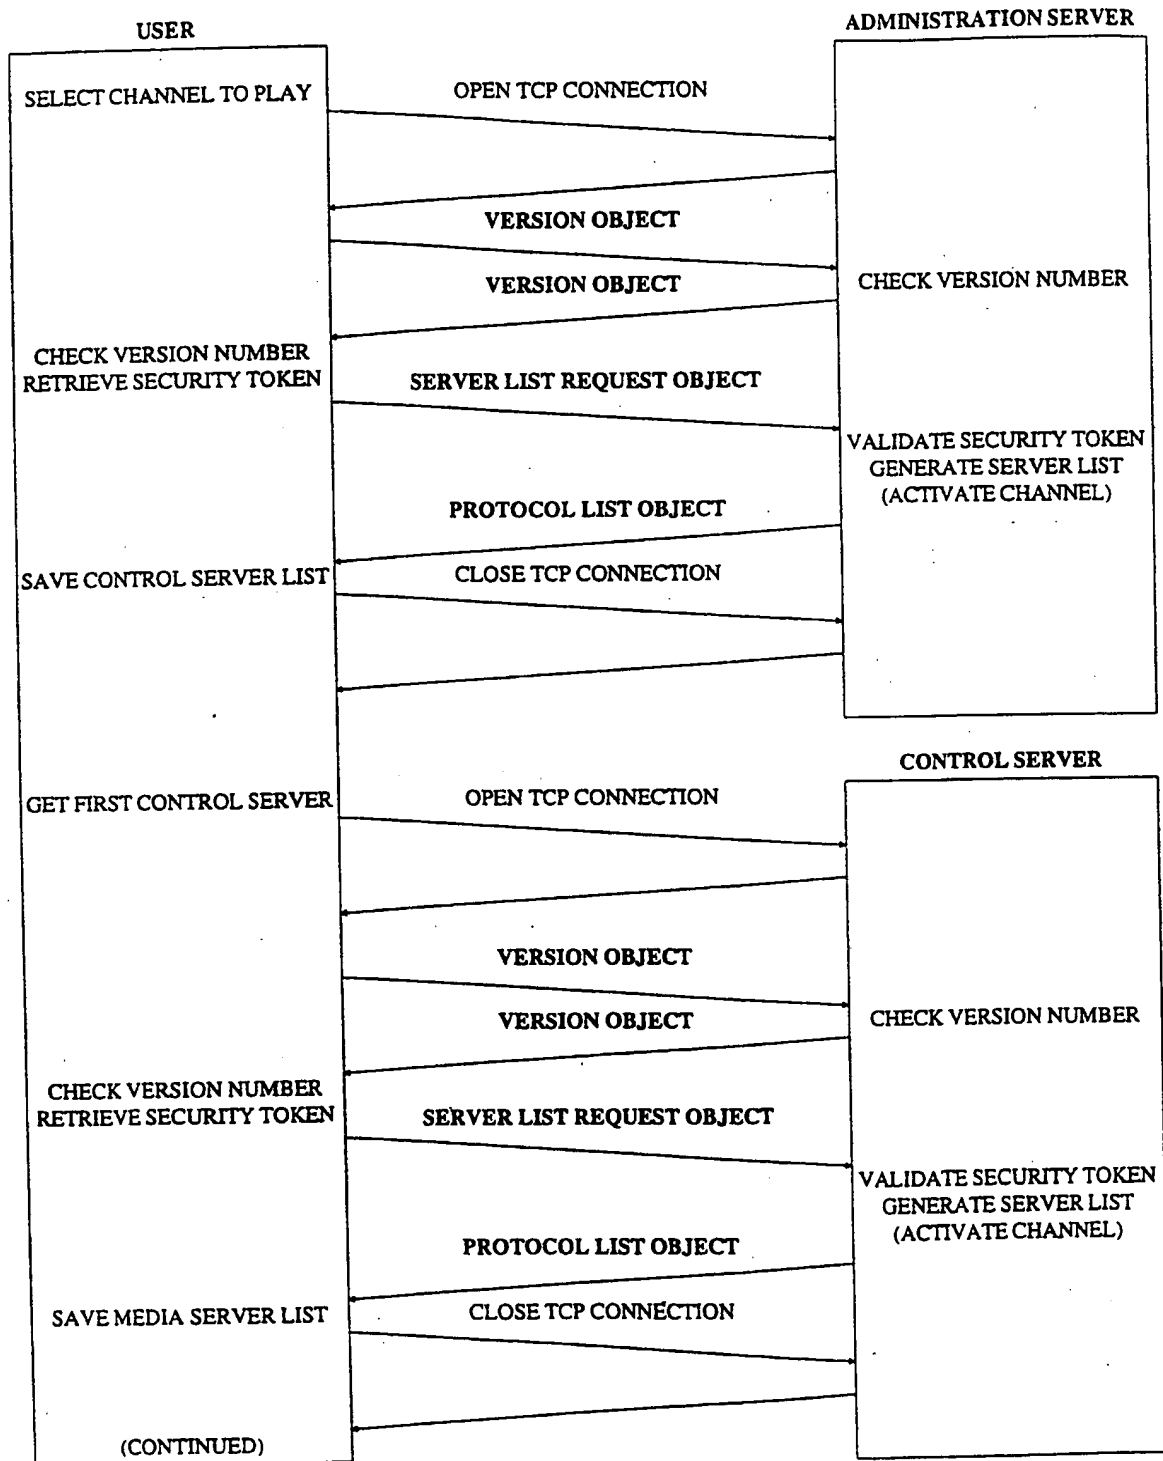 USER
ADMINISTRATION SERVER
SELECT CHANNEL TO PLAY
OPEN TCP CONNECTION
VERSION OBJECT
VERSION OBJECT
CHECK VERSION NUMBER
CHECK VERSION NUMBER
RETRIEVE SECURITY TOKEN
SERVER LIST REQUEST OBJECT
VALIDATE SECURITY TOKEN
GENERATE SERVER LIST
(ACTIVATE CHANNEL)
PROTOCOL LIST OBJECT
SAVE CONTROL SERVER LIST
CLOSE TCP CONNECTION
CONTROL SERVER
GET FIRST CONTROL SERVER
OPEN TCP CONNECTION
VERSION OBJECT
VERSION OBJECT
CHECK VERSION NUMBER
CHECK VERSION NUMBER
RETRIEVE SECURITY TOKEN
SERVER LIST REQUEST OBJECT
VALIDATE SECURITY TOKEN
GENERATE SERVER LIST
(ACTIVATE CHANNEL)
PROTOCOL LIST OBJECT
SAVE MEDIA SERVER LIST
CLOSE TCP CONNECTION
(CONTINUED)